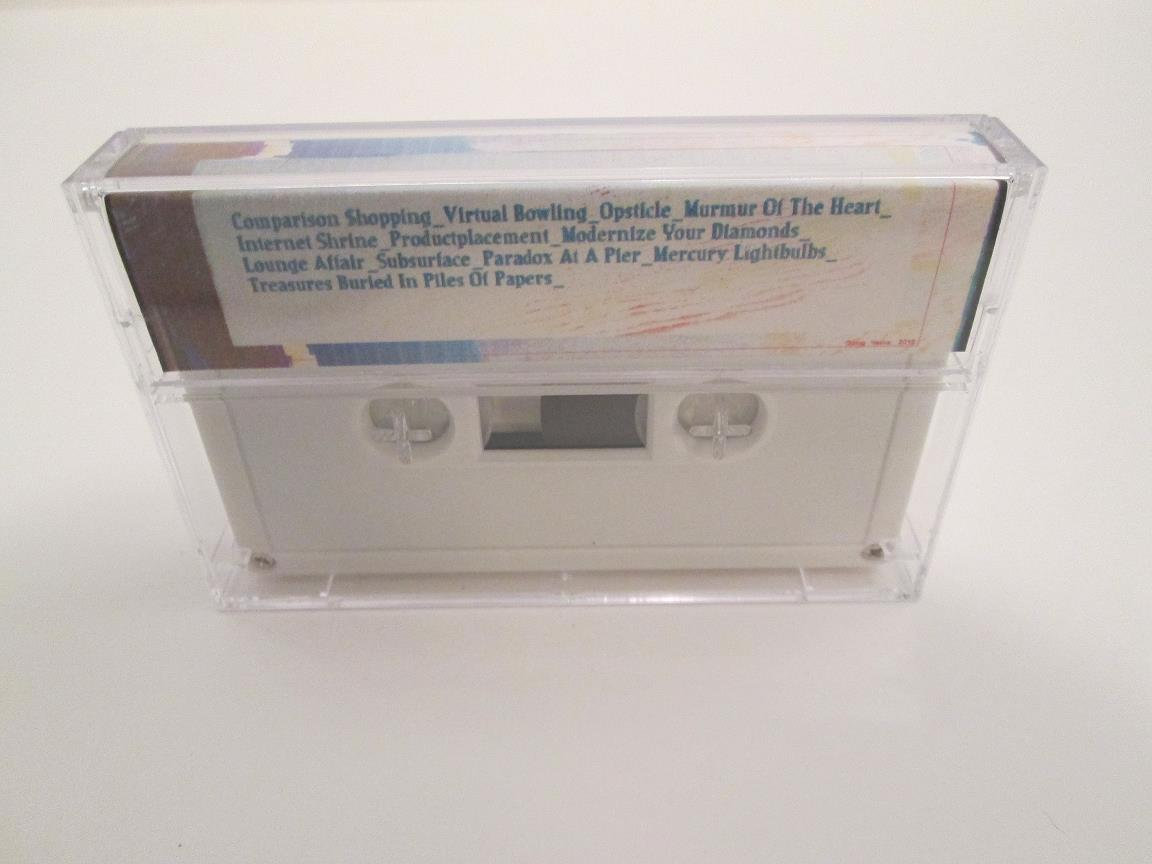 Comparison Shopping_Virtual Bowling_Opsticle_Murmur Of The Heart_
Internet Shrine_Productplacement_Modernize Your Diamonds_
Lounge Affair_Subsurface_Paradox At A Pier_Mercury Lightbulbs_
Treasures Buried In Piles Of Papers_